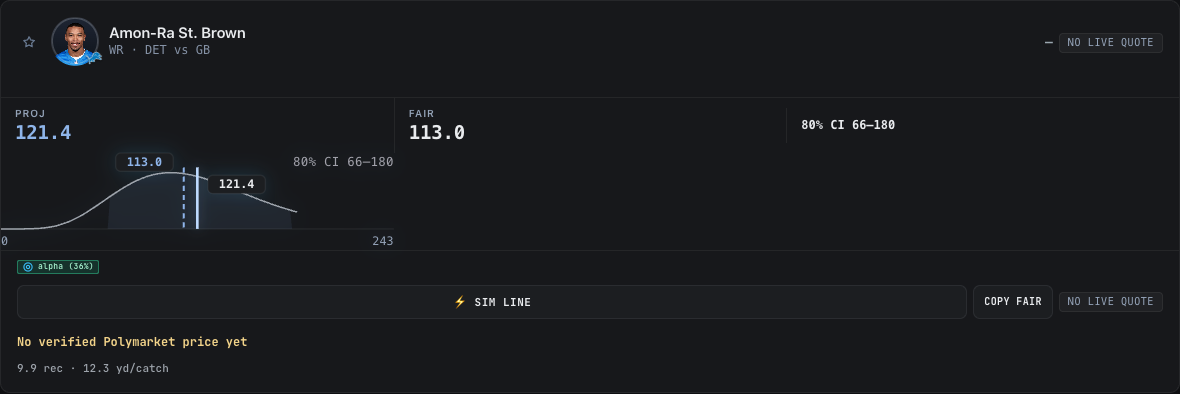 Amon-Ra St. Brown
WR · DET vs GB
— NO LIVE QUOTE
PROJ
121.4
FAIR
113.0
80% CI 66–180
113.0
80% CI 66–180
121.4
0
243
alpha (36%)
⚡ SIM LINE
COPY FAIR
NO LIVE QUOTE
No verified Polymarket price yet
9.9 rec · 12.3 yd/catch